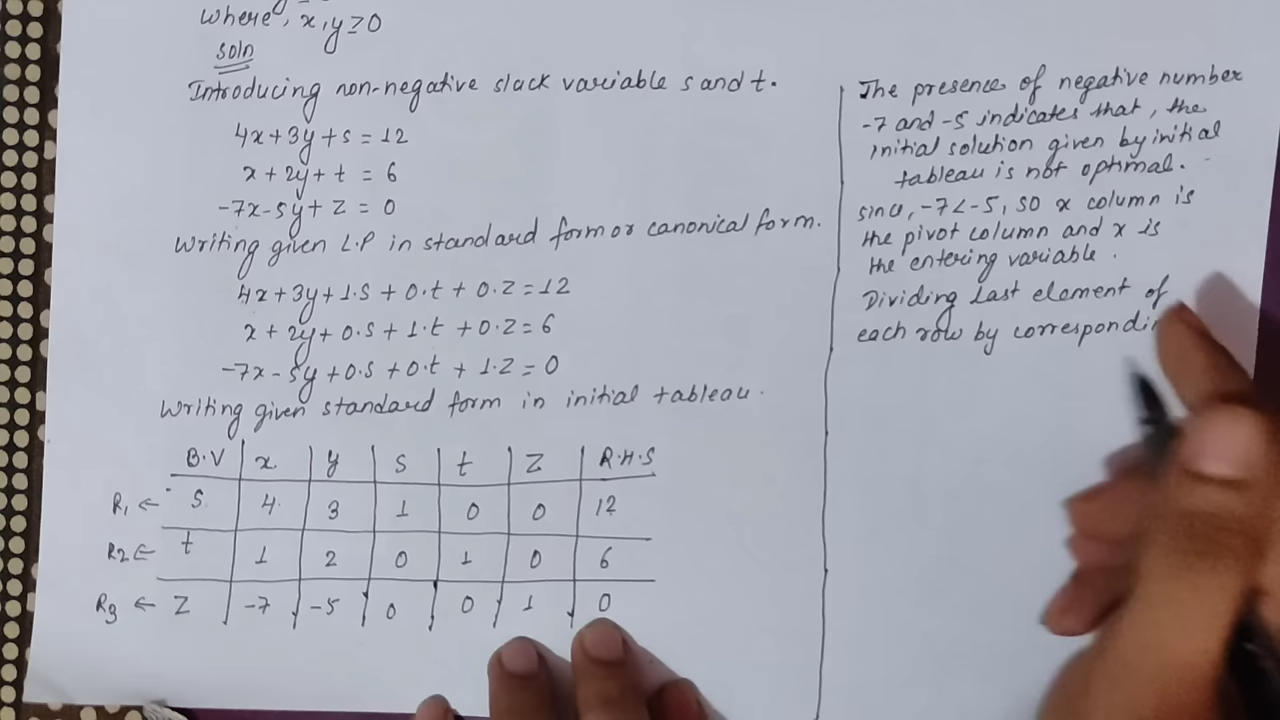 where, x, y ≥ 0
soln
Introducing non-negative slack variable s and t.
4x + 3y + s = 12
x + 2y + t = 6
-7x - 5y + Z = 0
Writing given L.P in standard form or canonical form.
4x + 3y + 1.s + 0.t + 0.Z = 12
x + 2y + 0.s + 1.t + 0.Z = 6
-7x - 5y + 0.s + 0.t + 1.Z = 0
Writing given standard form in initial tableau.
B.V x y s t Z R.H.S
R1 ← s 4 3 1 0 0 12
R2 ← t 1 2 0 1 0 6
R3 ← Z -7 -5 0 0 1 0
The presence of negative number
-7 and -5 indicates that, the
initial solution given by initial
tableau is not optimal.
since, -7 < -5, so x column is
the pivot column and x is
the entering variable.
Dividing last element of
each row by correspondi